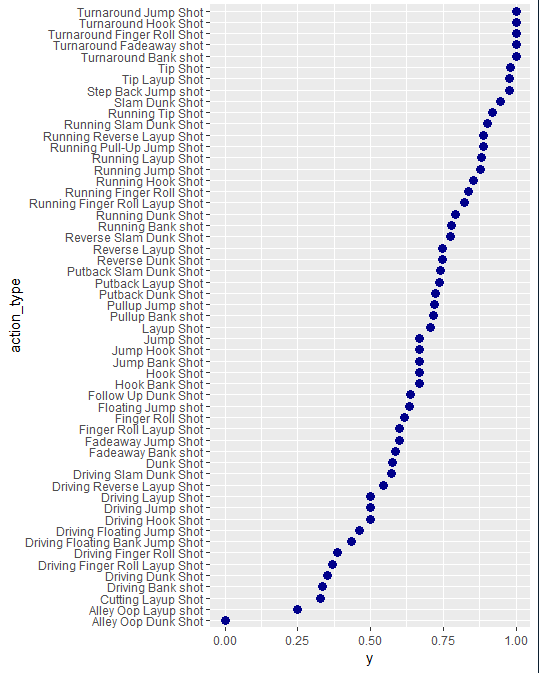 Turnaround Jump Shot
Turnaround Hook Shot
Turnaround Finger Roll Shot
Turnaround Fadeaway shot
Turnaround Bank shot
Tip Shot
Tip Layup Shot
Step Back Jump shot
Slam Dunk Shot
Running Tip Shot
Running Slam Dunk Shot
Running Reverse Layup Shot
Running Pull-Up Jump Shot
Running Layup Shot
Running Jump Shot
Running Hook Shot
Running Finger Roll Shot
Running Finger Roll Layup Shot
Running Dunk Shot
Running Bank shot
Reverse Slam Dunk Shot
Reverse Layup Shot
Reverse Dunk Shot
Putback Slam Dunk Shot
Putback Layup Shot
Putback Dunk Shot
Pullup Jump shot
Pullup Bank shot
Layup Shot
Jump Shot
Jump Hook Shot
Jump Bank Shot
Hook Shot
Hook Bank Shot
Follow Up Dunk Shot
Floating Jump shot
Finger Roll Shot
Finger Roll Layup Shot
Fadeaway Jump Shot
Fadeaway Bank shot
Dunk Shot
Driving Slam Dunk Shot
Driving Reverse Layup Shot
Driving Layup Shot
Driving Jump shot
Driving Hook Shot
Driving Floating Jump Shot
Driving Floating Bank Jump Shot
Driving Finger Roll Shot
Driving Finger Roll Layup Shot
Driving Dunk Shot
Driving Bank shot
Cutting Layup Shot
Alley Oop Layup shot
Alley Oop Dunk Shot
action_type
0.00 0.25 0.50 0.75 1.00
y